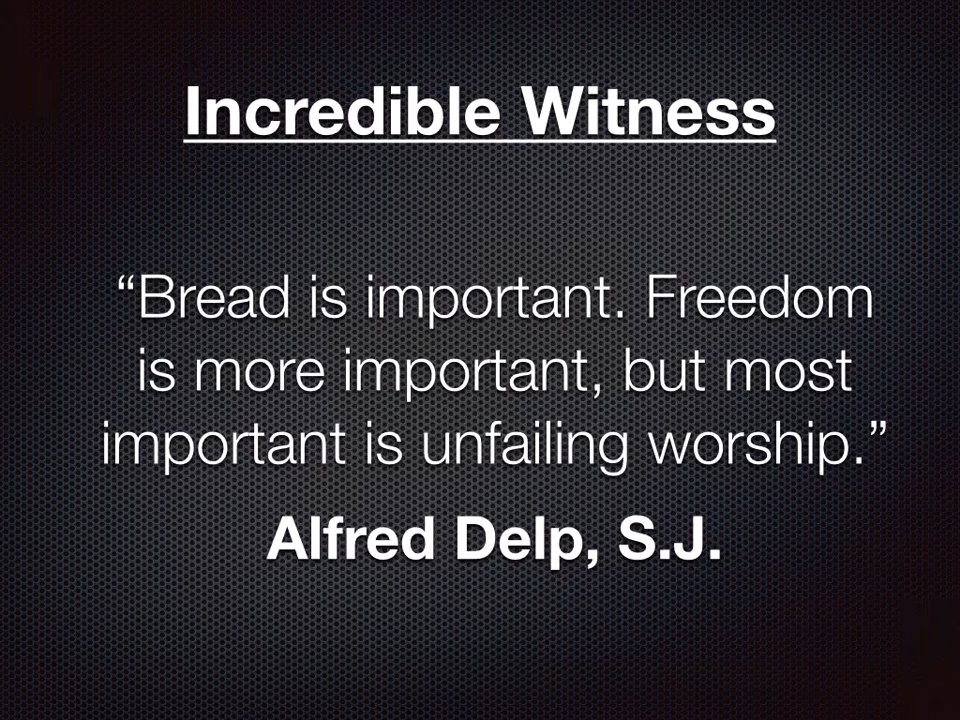 Incredible Witness
“Bread is important. Freedom
is more important, but most
important is unfailing worship.”
Alfred Delp, S.J.